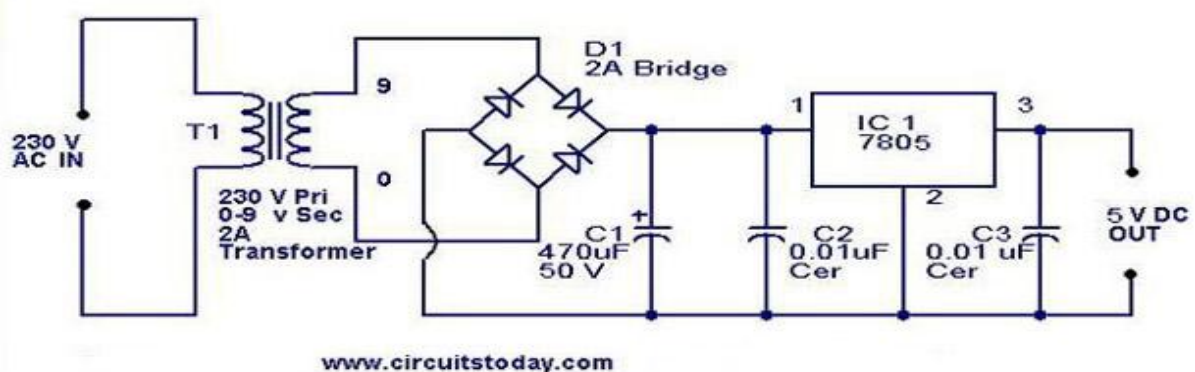 D1
2A Bridge
9
1
3
IC 1
7805
T1
230 V
AC IN
0
2
230 V Pri
0-9 v Sec
2A
Transformer
+
C1
470uF
50 V
C2
0.01uF
Cer
C3
0.01 uF
Cer
5 V DC
OUT
www.circuitstoday.com